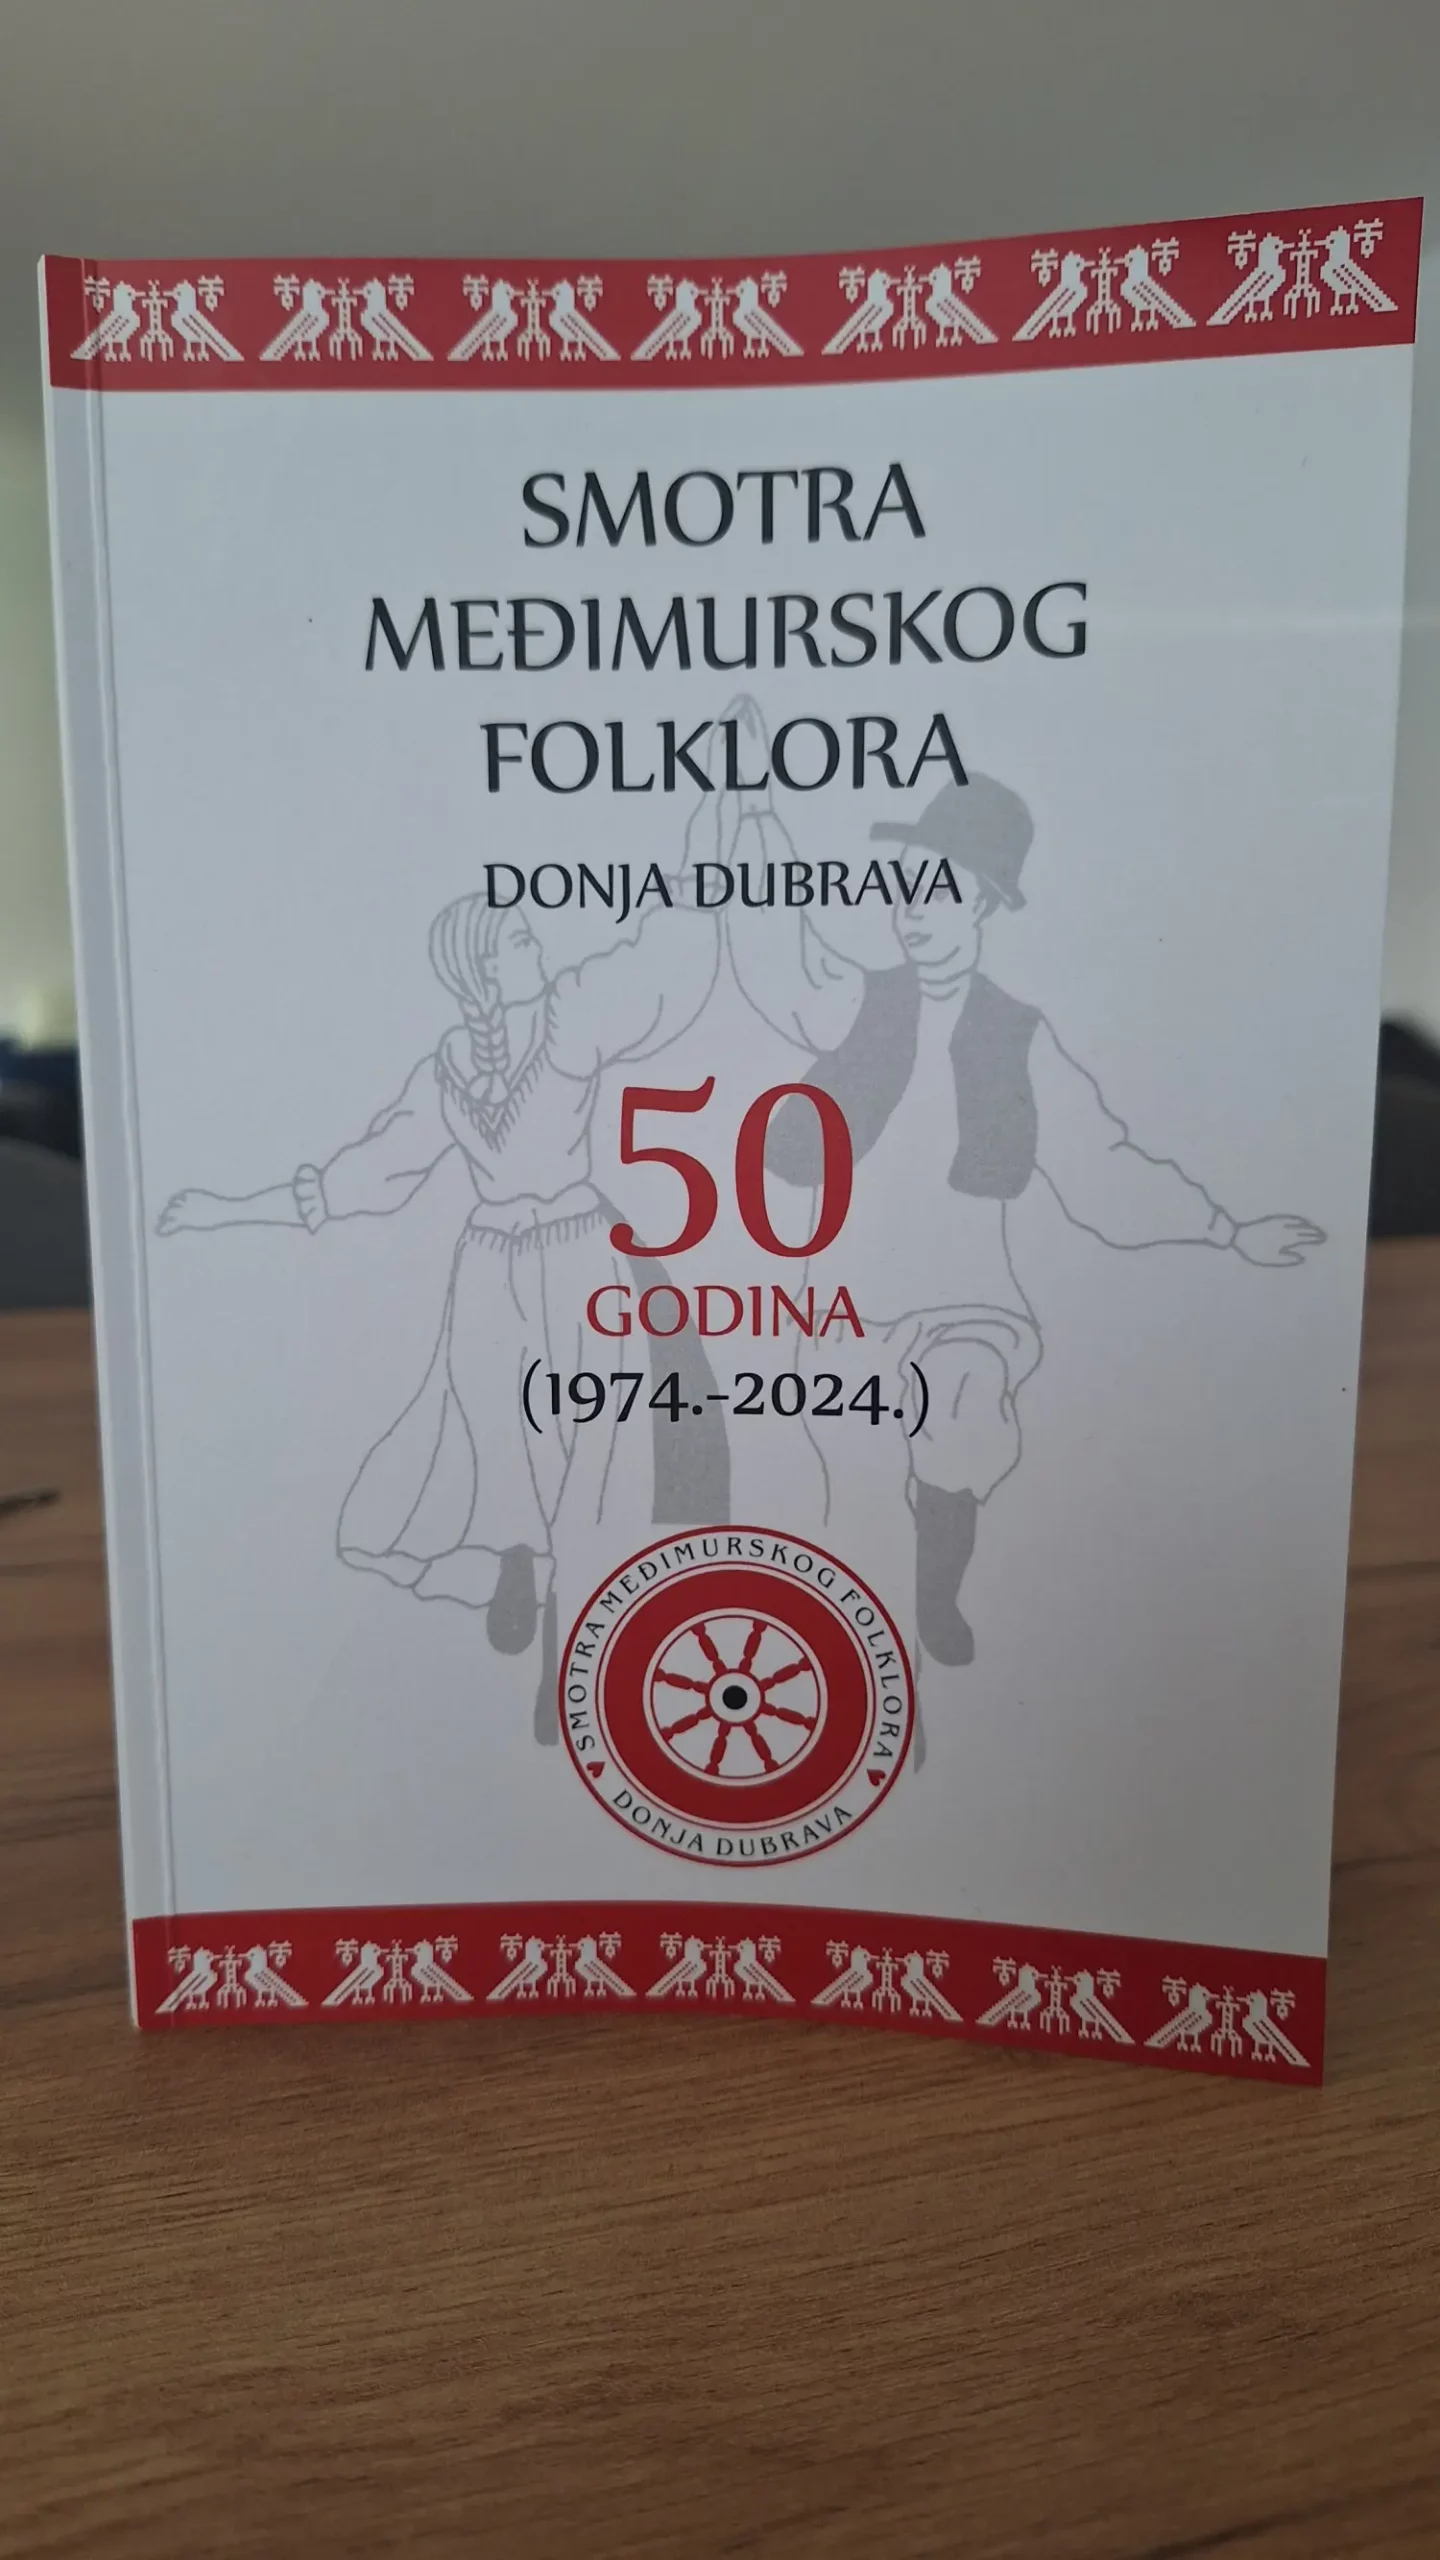 SMOTRA
MEĐIMURSKOG
FOLKLORA
DONJA DUBRAVA
50
GODINA
(1974.-2024.)
SMOTRA MEĐIMURSKOG FOLKLORA
DONJA DUBRAVA